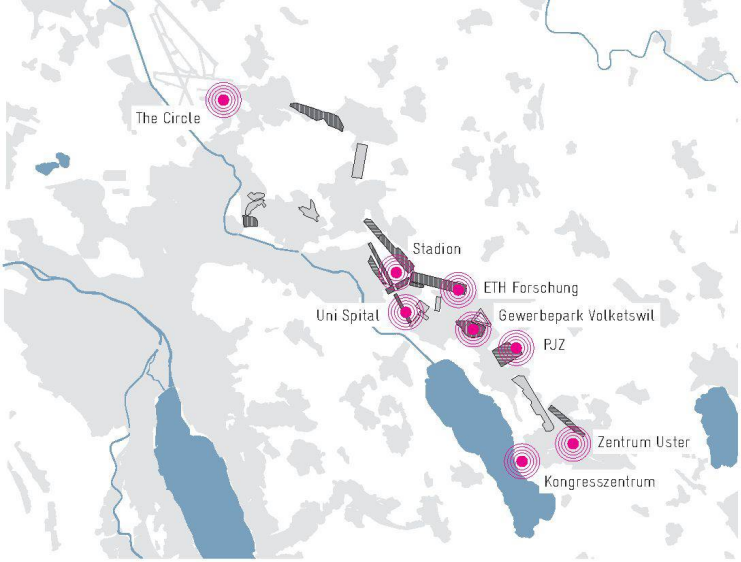 The Circle
Stadion
ETH Forschung
Uni Spital
Gewerbepark Volketswil
PJZ
Zentrum Uster
Kongresszentrum